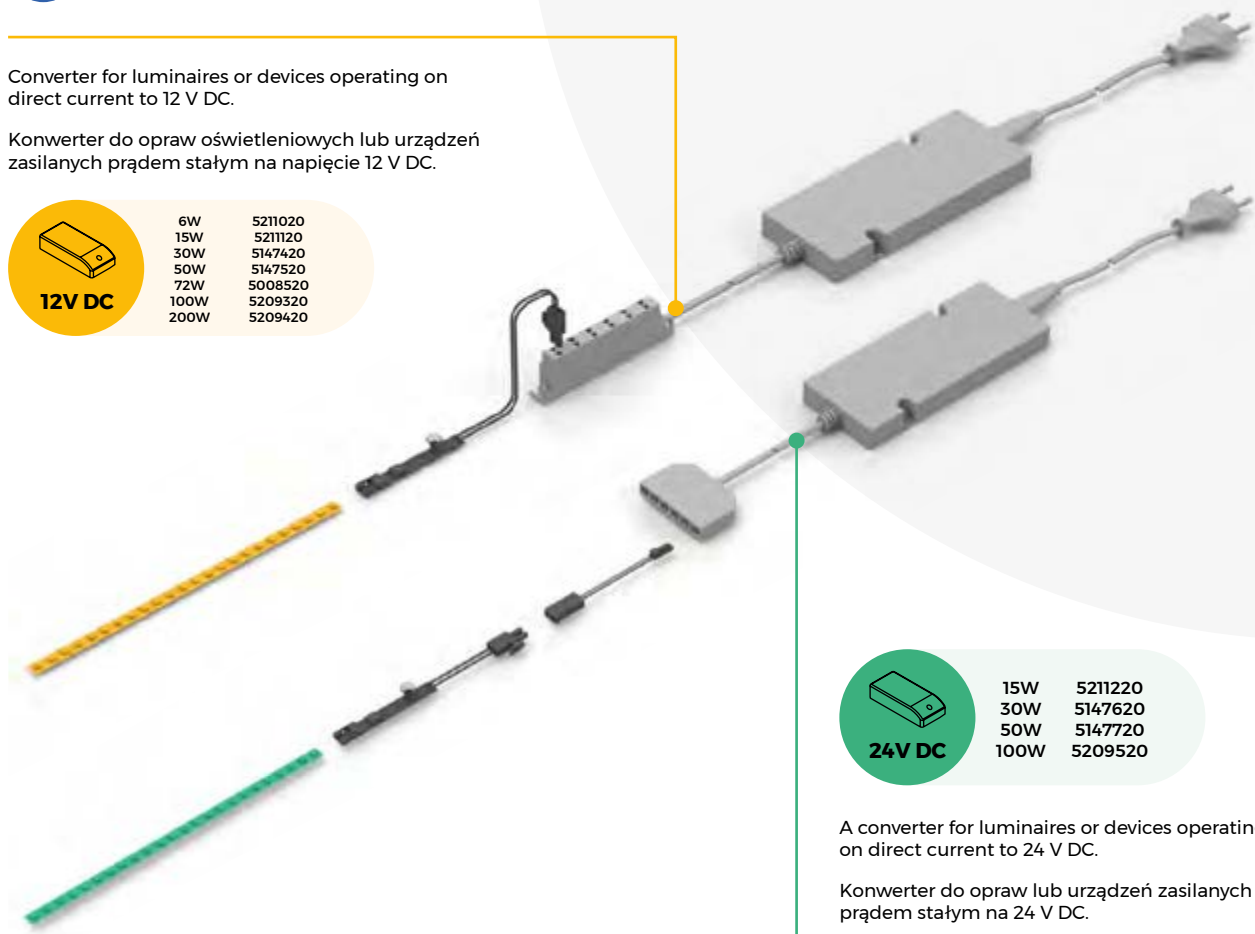 Converter for luminaires or devices operating on
direct current to 12 V DC.
Konwerter do opraw oświetleniowych lub urządzeń
zasilanych prądem stałym na napięcie 12 V DC.
12V DC
6W 5211020
15W 5211120
30W 5147420
50W 5147520
72W 5008520
100W 5209320
200W 5209420
24V DC
15W 5211220
30W 5147620
50W 5147720
100W 5209520
A converter for luminaires or devices operatin
on direct current to 24 V DC.
Konwerter do opraw lub urządzeń zasilanych
prądem stałym na 24 V DC.